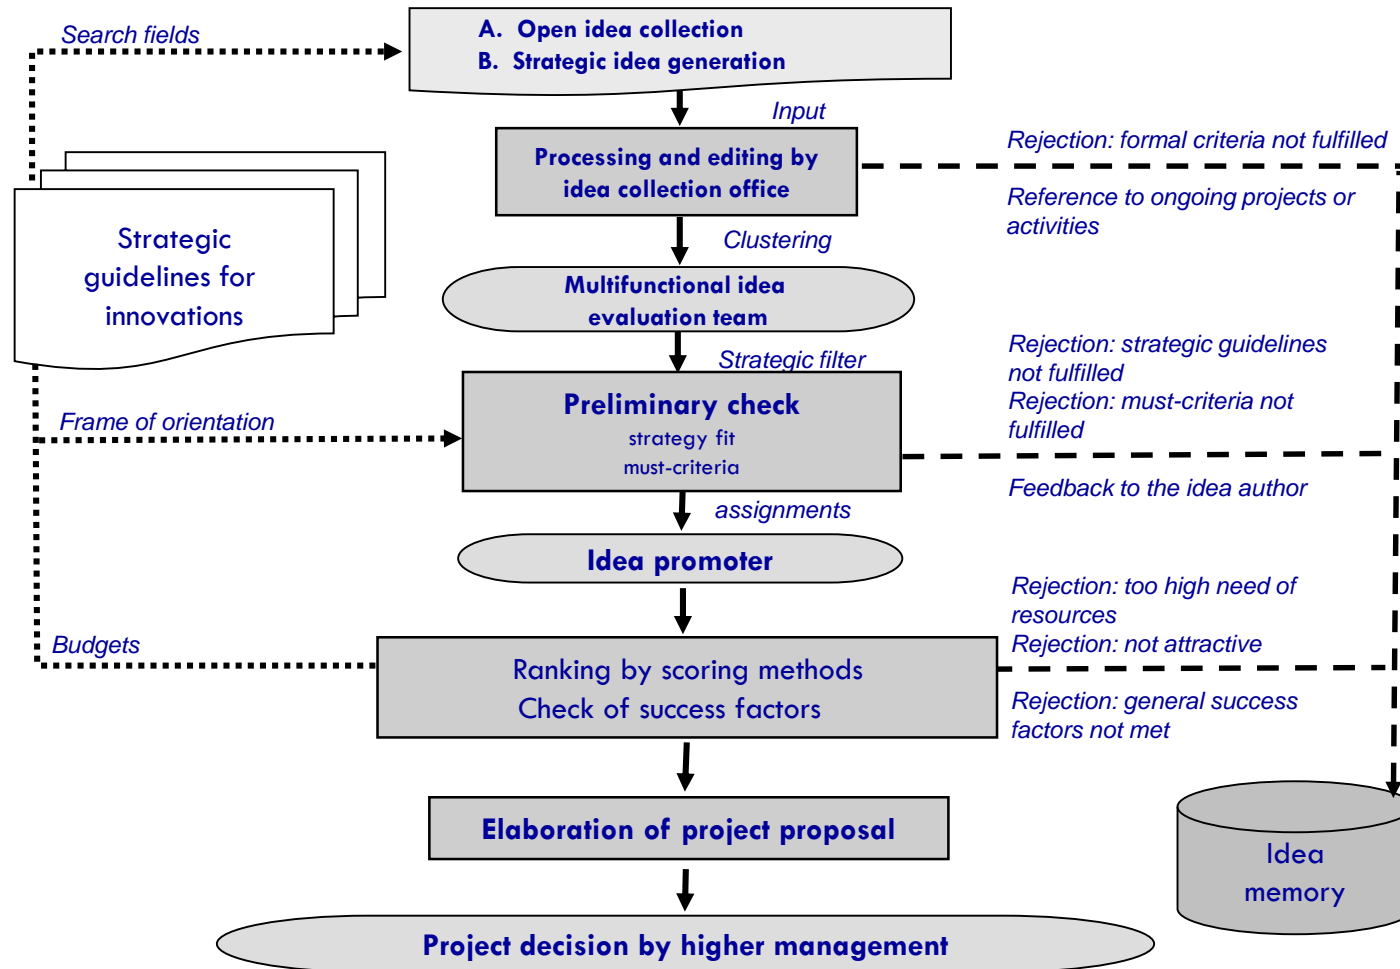 Search fields
A. Open idea collection
B. Strategic idea generation
Input
Processing and editing by
idea collection office
Rejection: formal criteria not fulfilled
Reference to ongoing projects or
activities
Strategic
guidelines for
innovations
Clustering
Multifunctional idea
evaluation team
Strategic filter
Rejection: strategic guidelines
not fulfilled
Rejection: must-criteria not
fulfilled
Frame of orientation
Preliminary check
strategy fit
must-criteria
Feedback to the idea author
assignments
Idea promoter
Rejection: too high need of
resources
Rejection: not attractive
Budgets
Ranking by scoring methods
Check of success factors
Rejection: general success
factors not met
Elaboration of project proposal
Idea
memory
Project decision by higher management